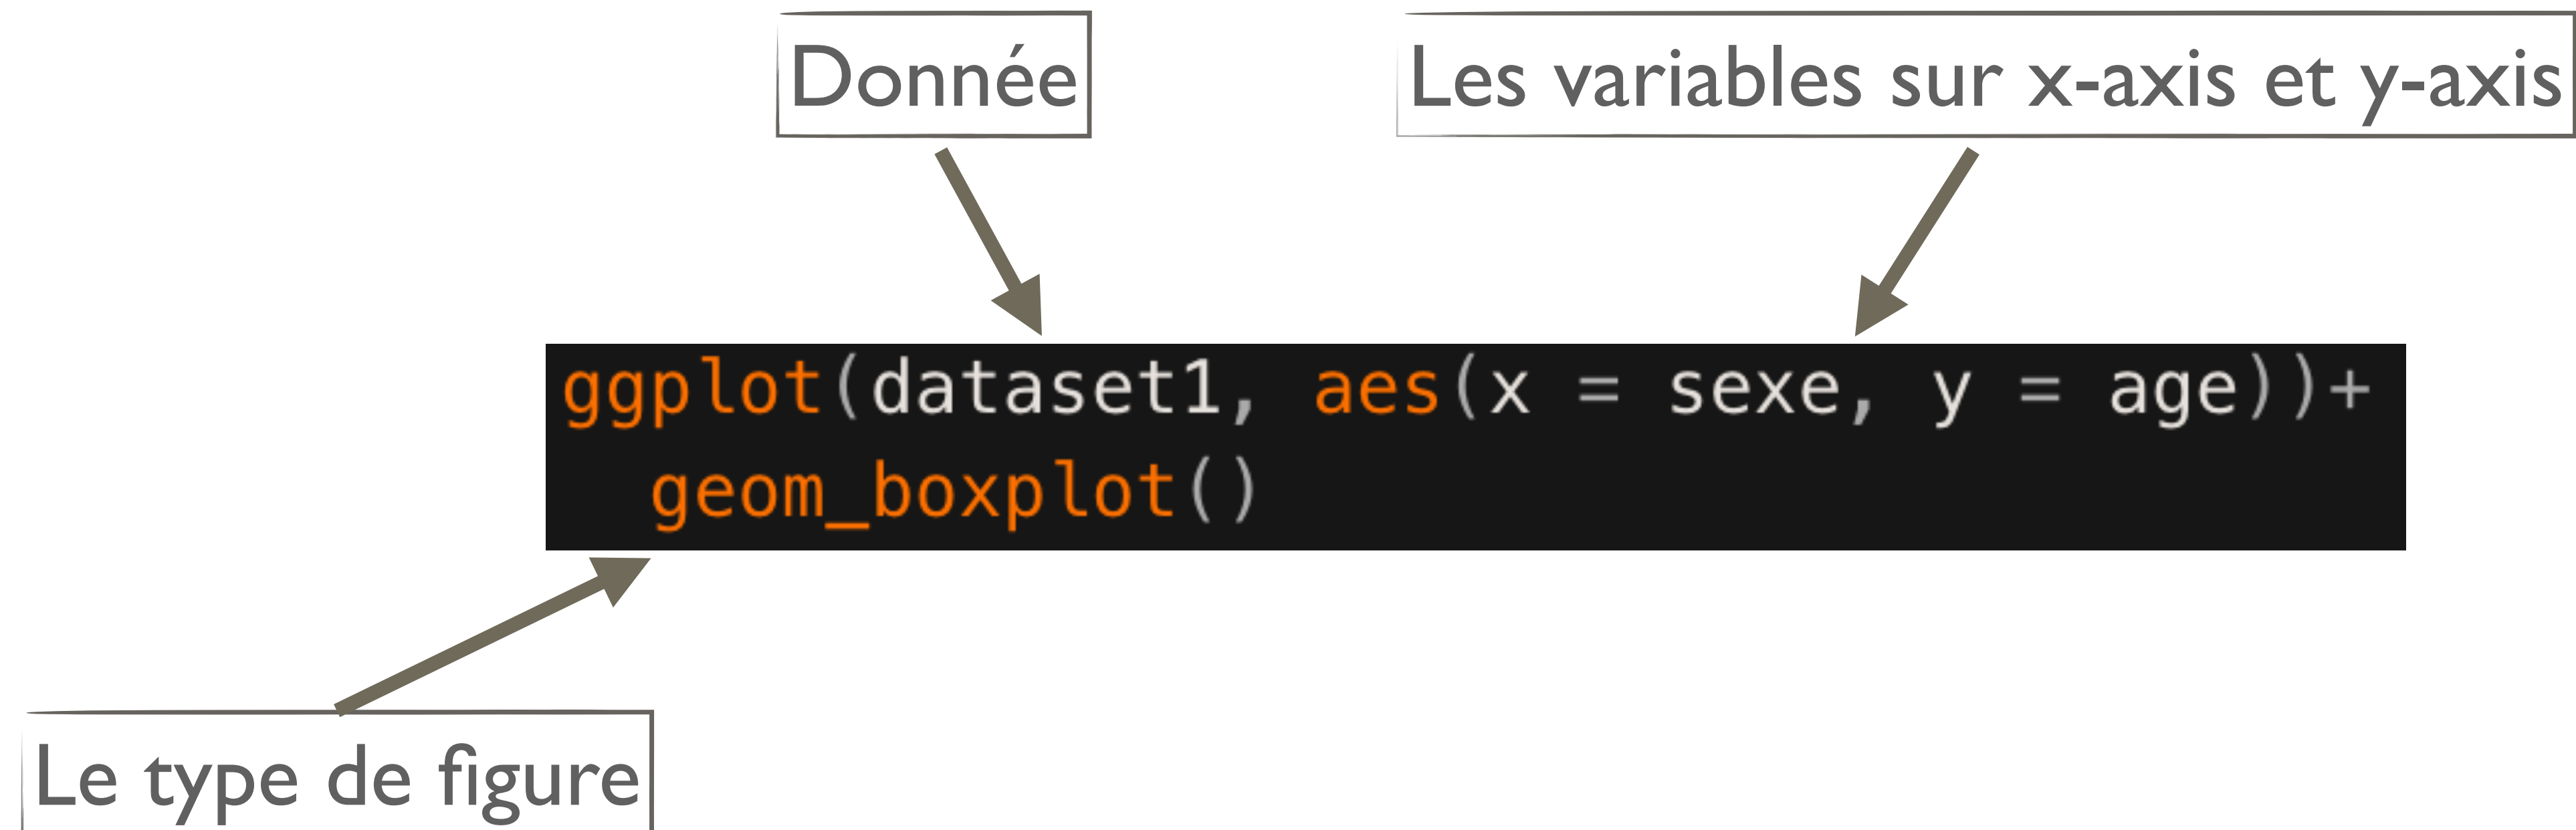 Donnée
Les variables sur x-axis et y-axis
ggplot(dataset1, aes(x = sexe, y = age))+
  geom_boxplot()
Le type de figure